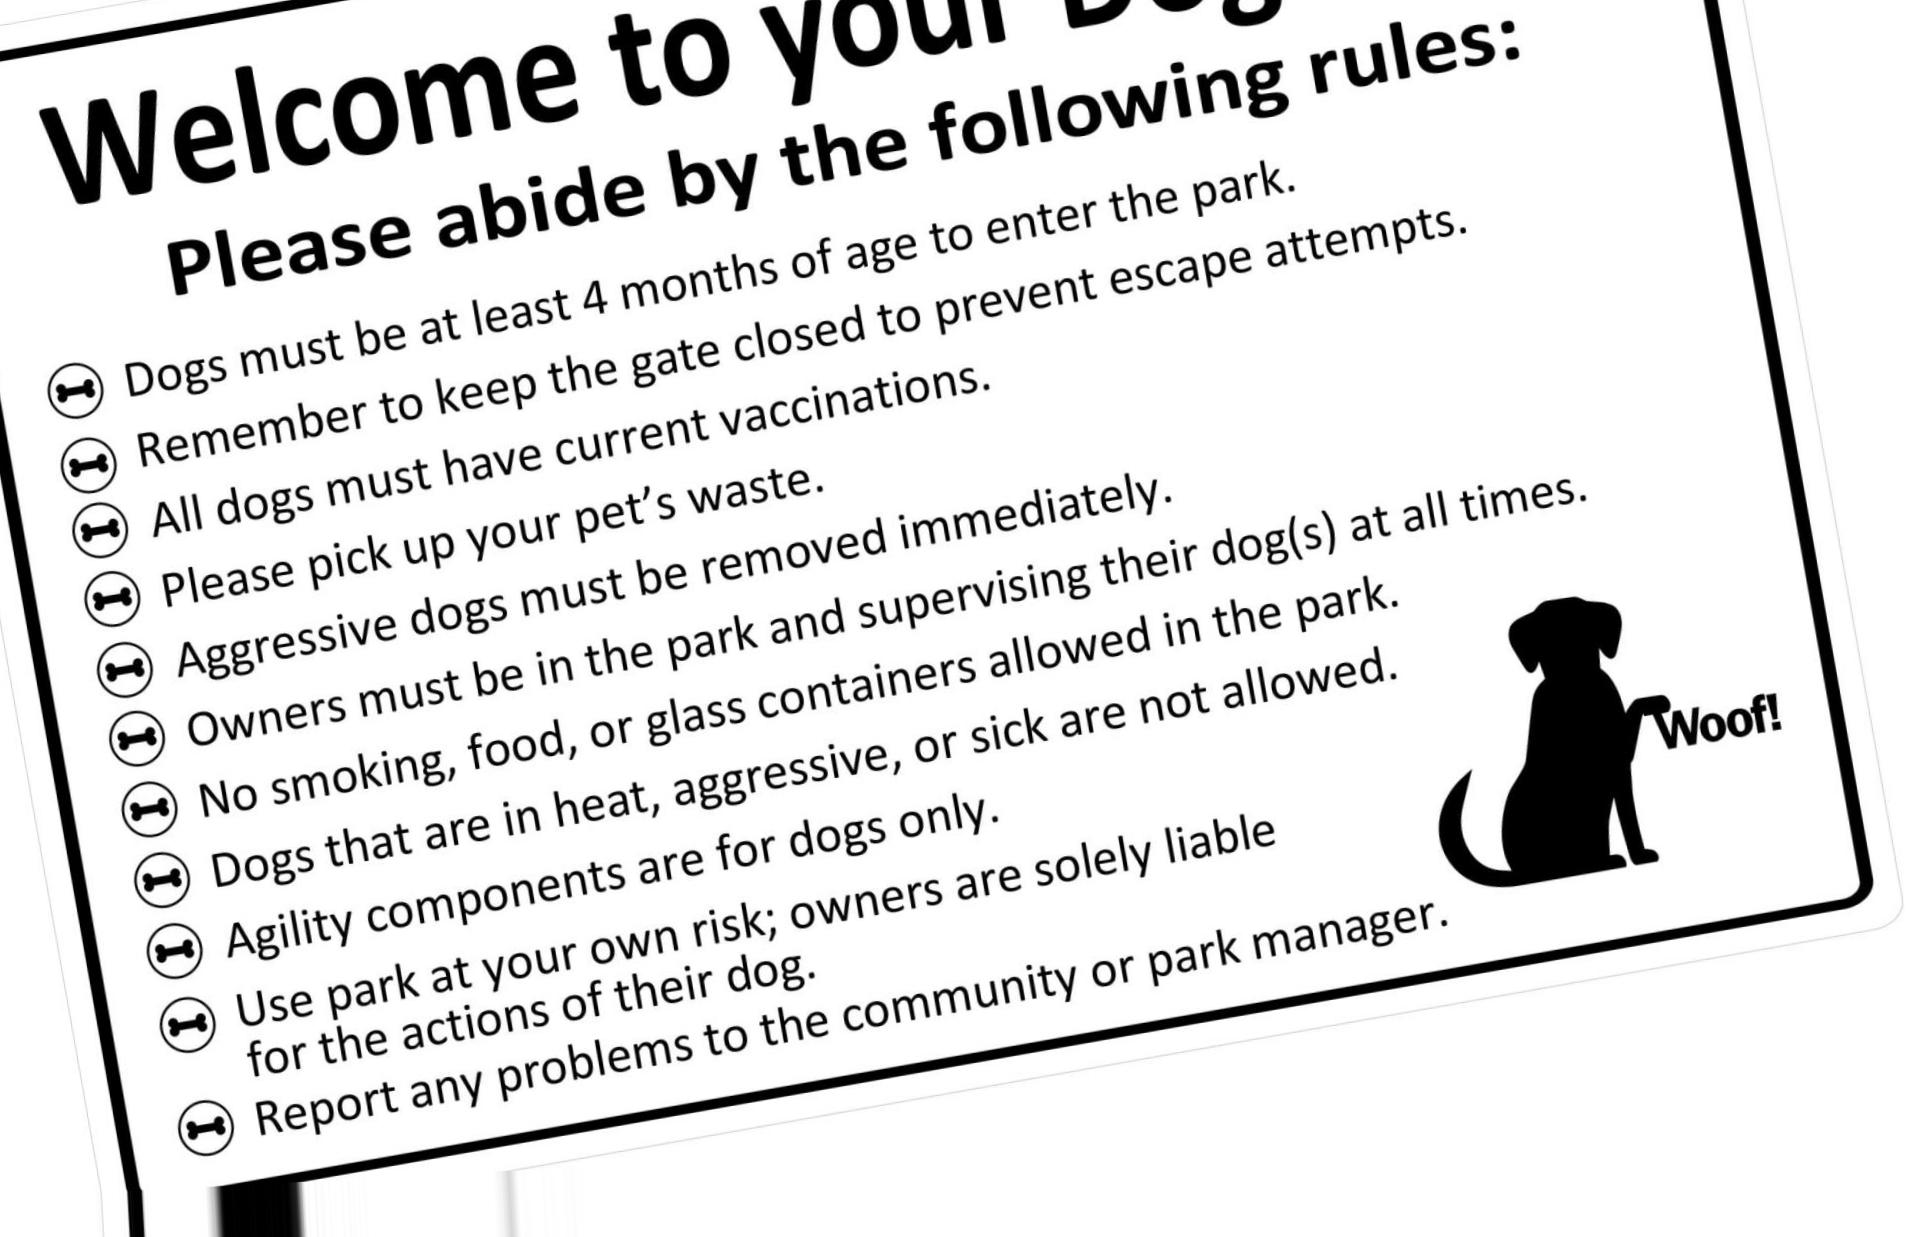 Welcome to your Dog
Please abide by the following rules:
Dogs must be at least 4 months of age to enter the park.
Remember to keep the gate closed to prevent escape attempts.
All dogs must have current vaccinations.
Please pick up your pet's waste.
Aggressive dogs must be removed immediately.
Owners must be in the park and supervising their dog(s) at all times.
No smoking, food, or glass containers allowed in the park.
Dogs that are in heat, aggressive, or sick are not allowed.
Agility components are for dogs only.
Use park at your own risk; owners are solely liable
for the actions of their dog.
Report any problems to the community or park manager.
Woof!